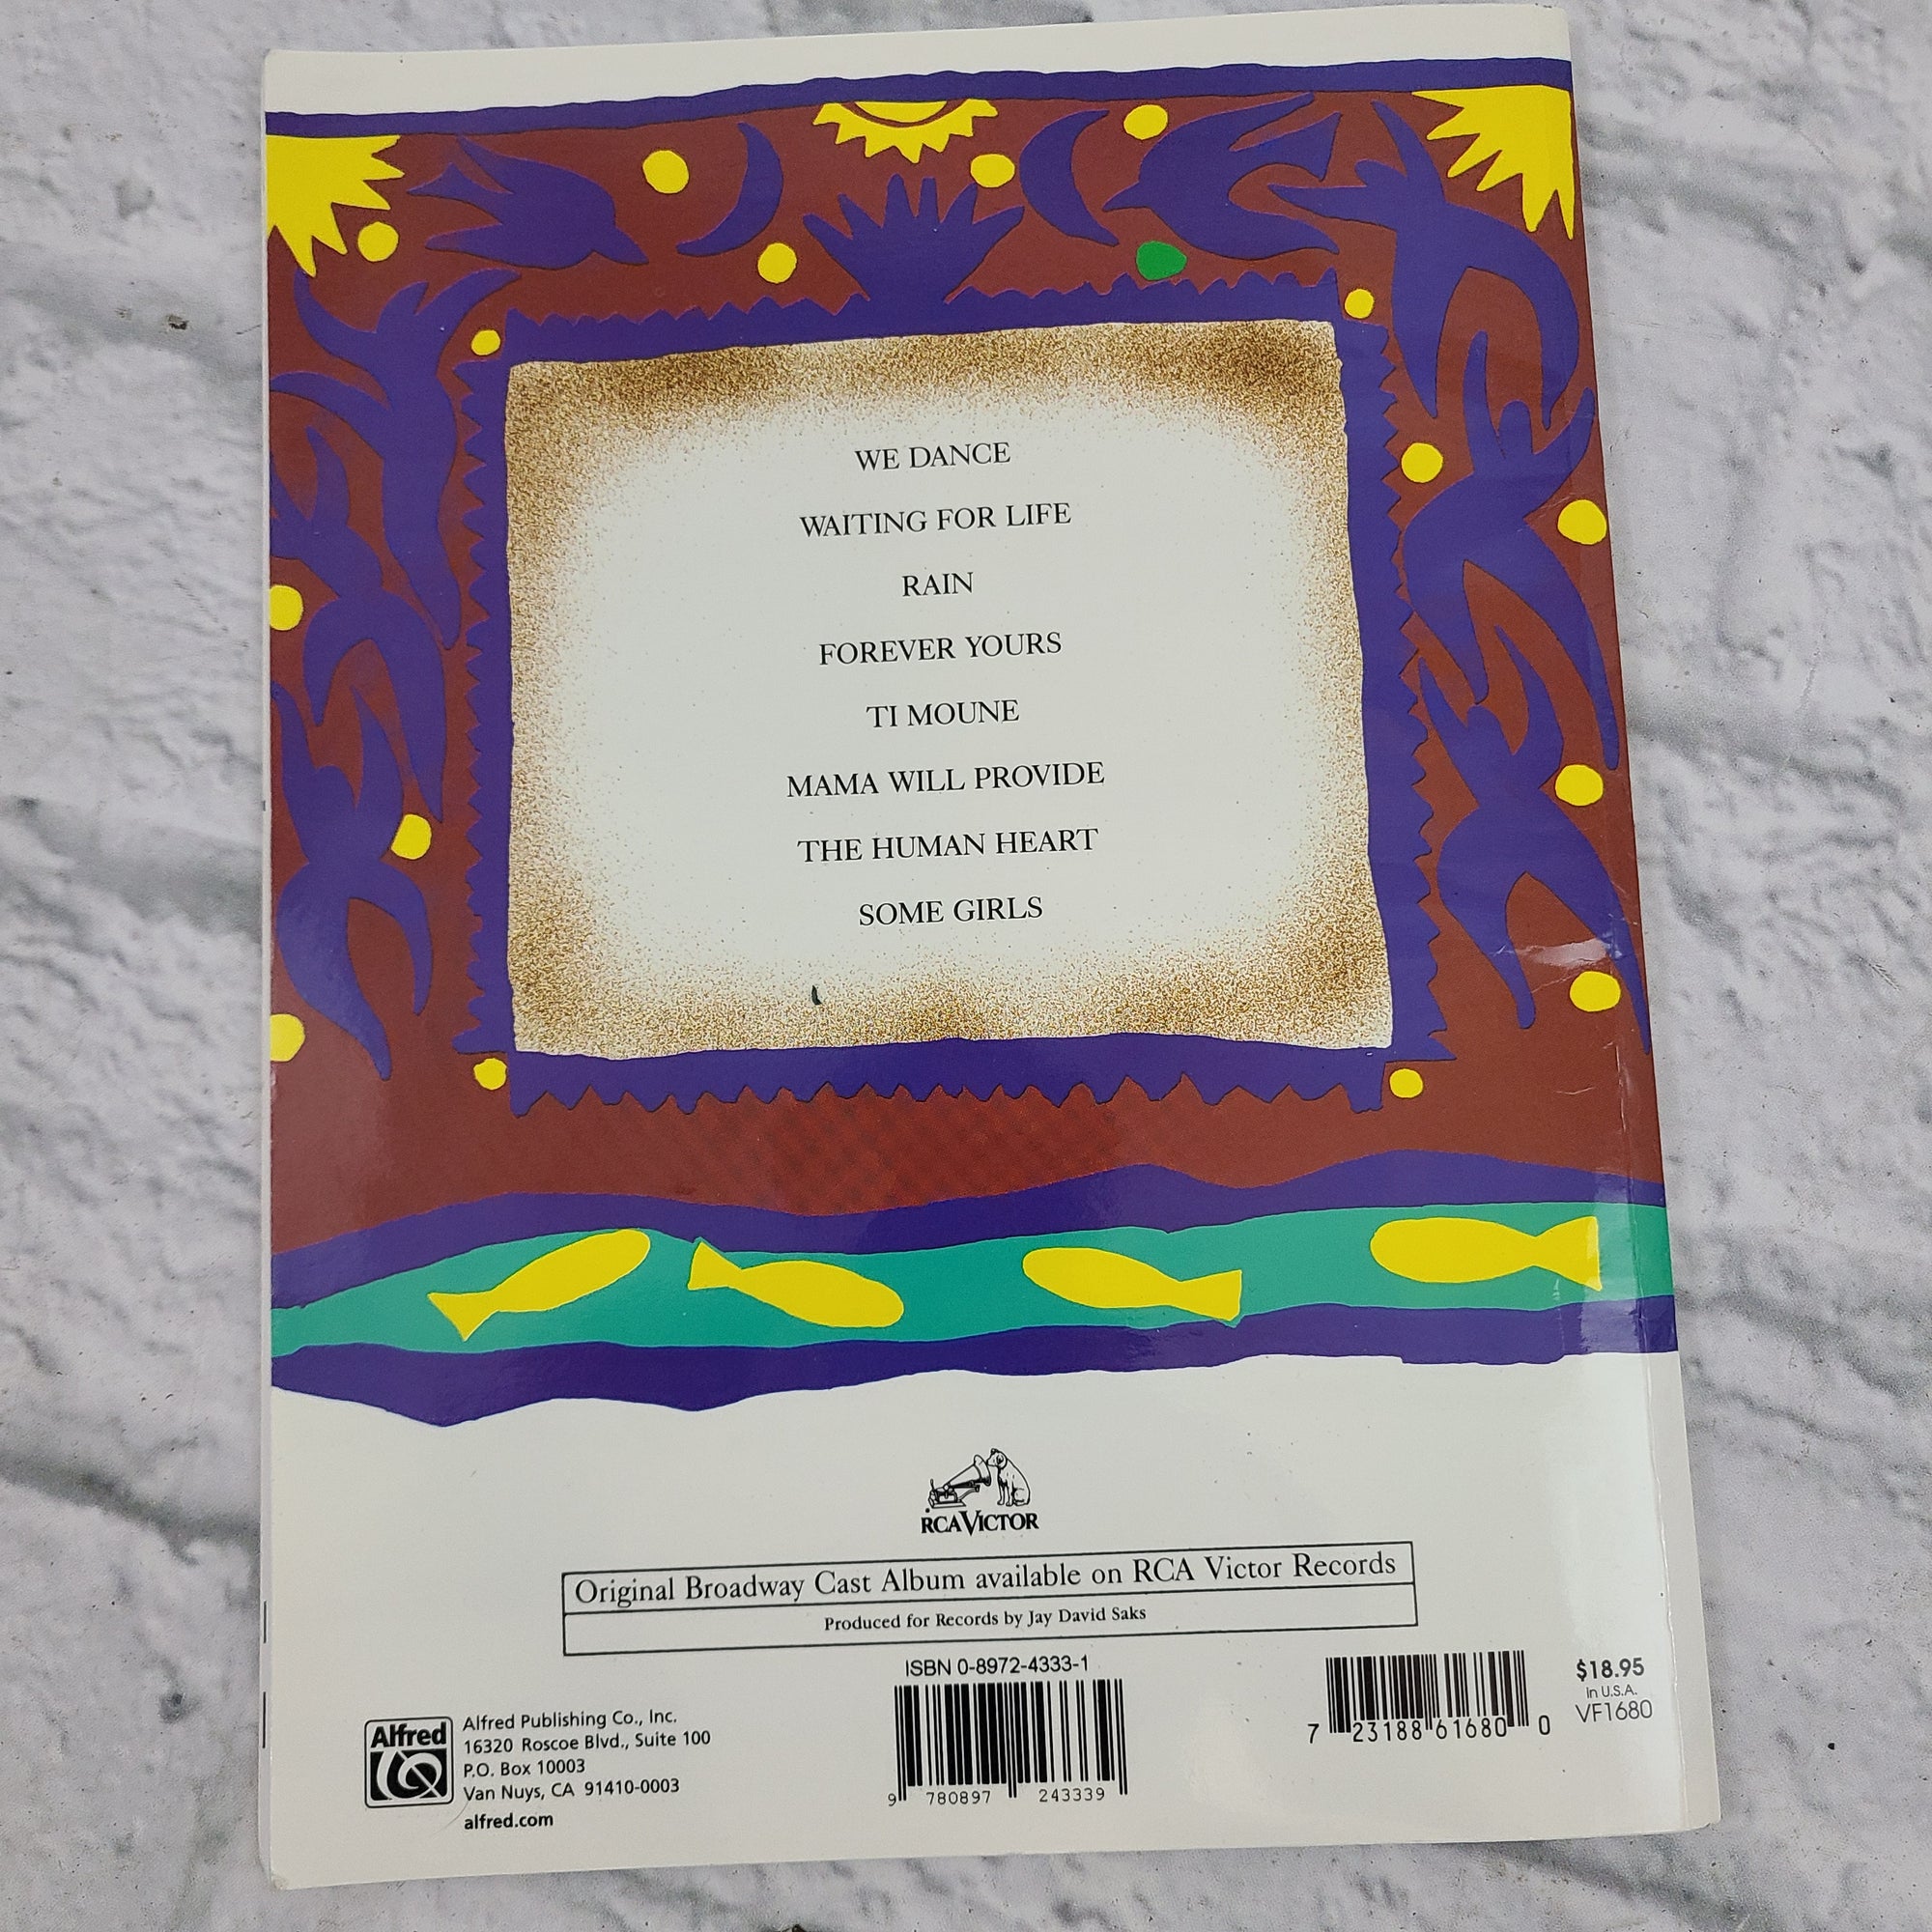 WE DANCE
WAITING FOR LIFE
RAIN
FOREVER YOURS
TI MOUNE
MAMA WILL PROVIDE
THE HUMAN HEART
SOME GIRLS
RCA VICTOR
Original Broadway Cast Album available on RCA Victor Records
Produced for Records by Jay David Saks
Alfred
Alfred Publishing Co., Inc.
16320 Roscoe Blvd., Suite 100
P.O. Box 10003
Van Nuys, CA 91410-0003
alfred.com
ISBN 0-8972-4333-1
9 780897 243339
7 23188 61680 0
$18.95
in U.S.A.
VF1680